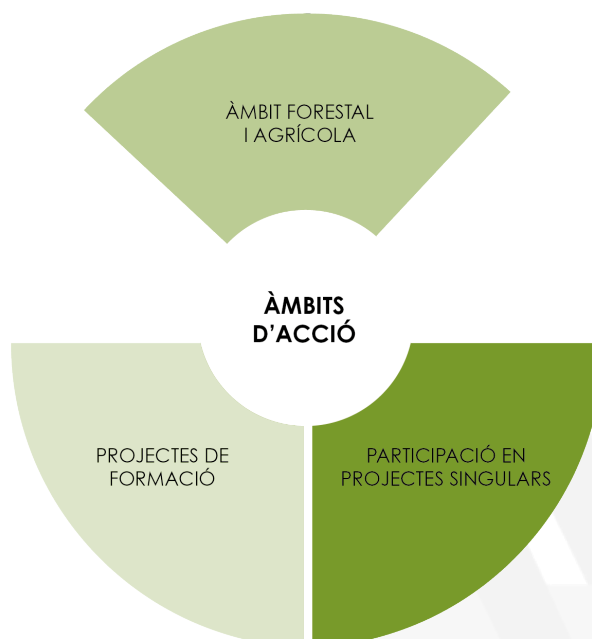 ÀMBIT FORESTAL
I AGRÍCOLA
ÀMBITS
D'ACCIÓ
PROJECTES DE
FORMACIÓ
PARTICIPACIÓ EN
PROJECTES SINGULARS